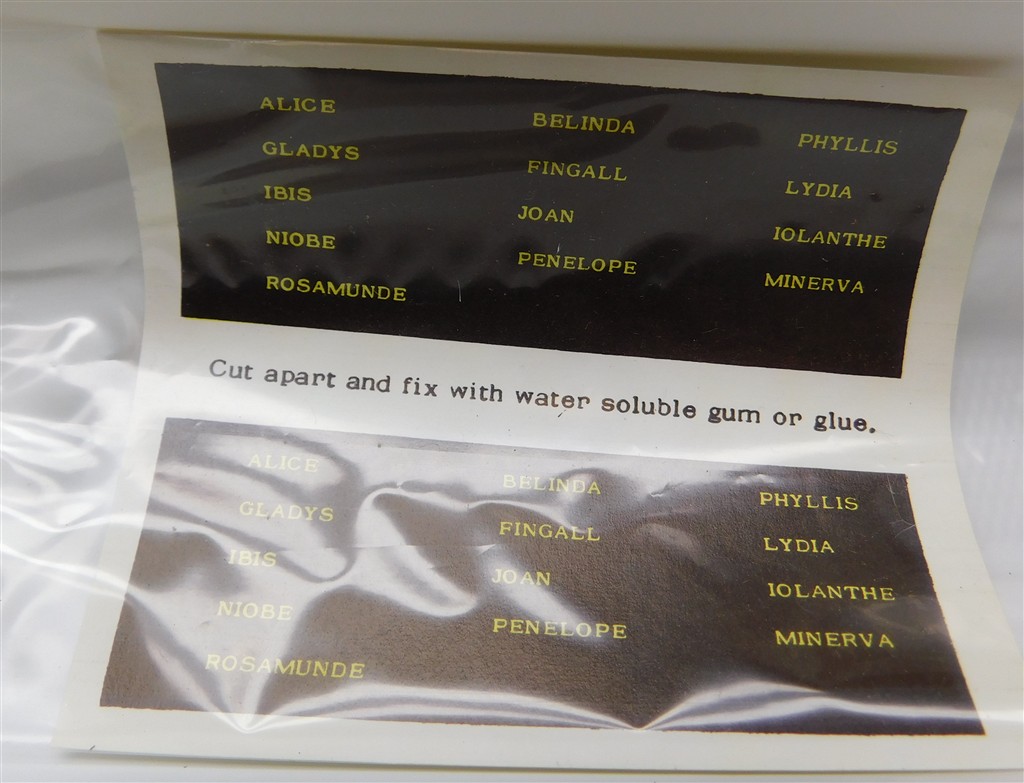 ALICE BELINDA PHYLLIS
GLADYS FINGALL LYDIA
IBIS JOAN IOLANTHE
NIOBE PENELOPE MINERVA
ROSAMUNDE
Cut apart and fix with water soluble gum or glue.
ALICE BELINDA PHYLLIS
GLADYS FINGALL LYDIA
IBIS JOAN IOLANTHE
NIOBE PENELOPE MINERVA
ROSAMUNDE